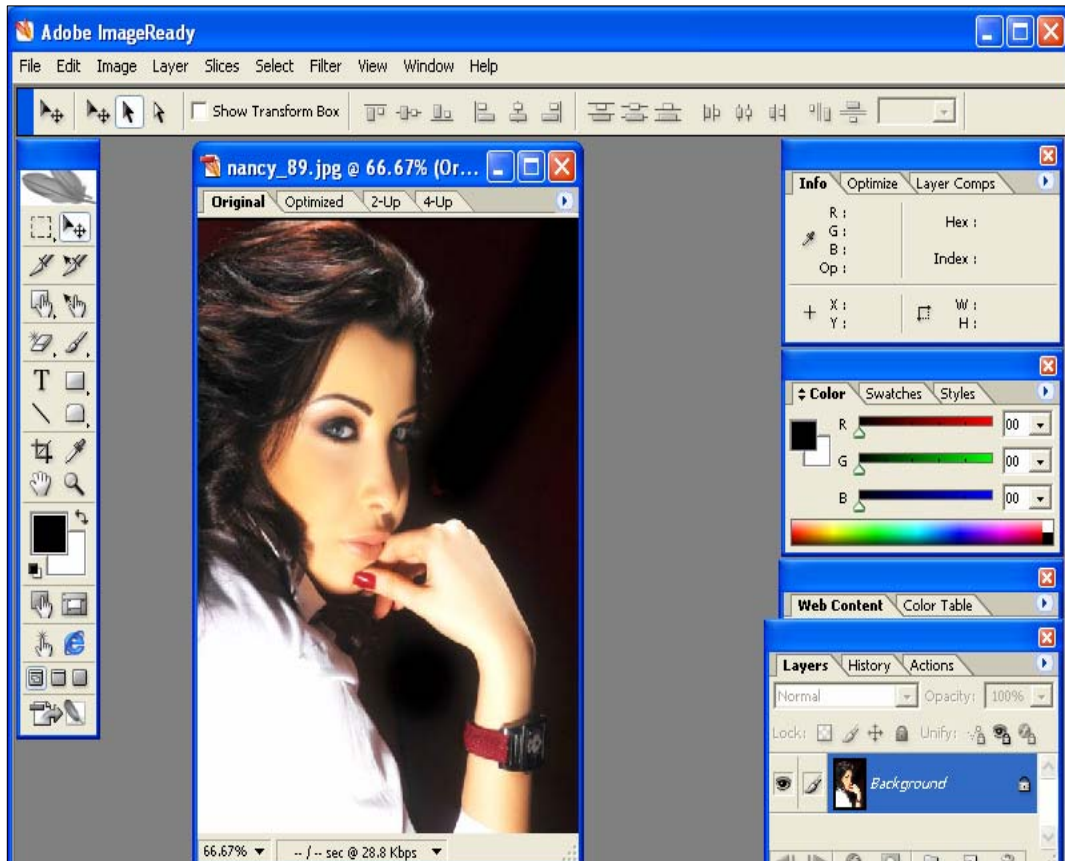 Adobe ImageReady
File Edit Image Layer Slices Select Filter View Window Help
Show Transform Box
nancy_89.jpg @ 66.67% (Or...
Original Optimized 2-Up 4-Up
66.67% -- / -- sec @ 28.8 Kbps
T
Info Optimize Layer Comps
R :
G :
B :
Op :
Hex :
Index :
X :
Y :
W :
H :
Color Swatches Styles
R 00
G 00
B 00
Web Content Color Table
Layers History Actions
Normal Opacity: 100%
Lock: Unify:
Background